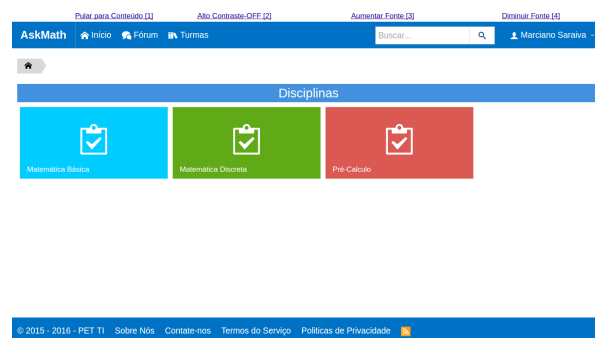 Pular para Conteúdo [1] Alto Contraste-OFF [2] Aumentar Fonte [3] Diminuir Fonte [4]
AskMath Início Fórum Turmas Buscar... Marciano Saraiva
Disciplinas
Matemática Básica Matemática Discreta Pré-Calculo
© 2015 - 2016 - PET TI Sobre Nós Contate-nos Termos do Serviço Politicas de Privacidade